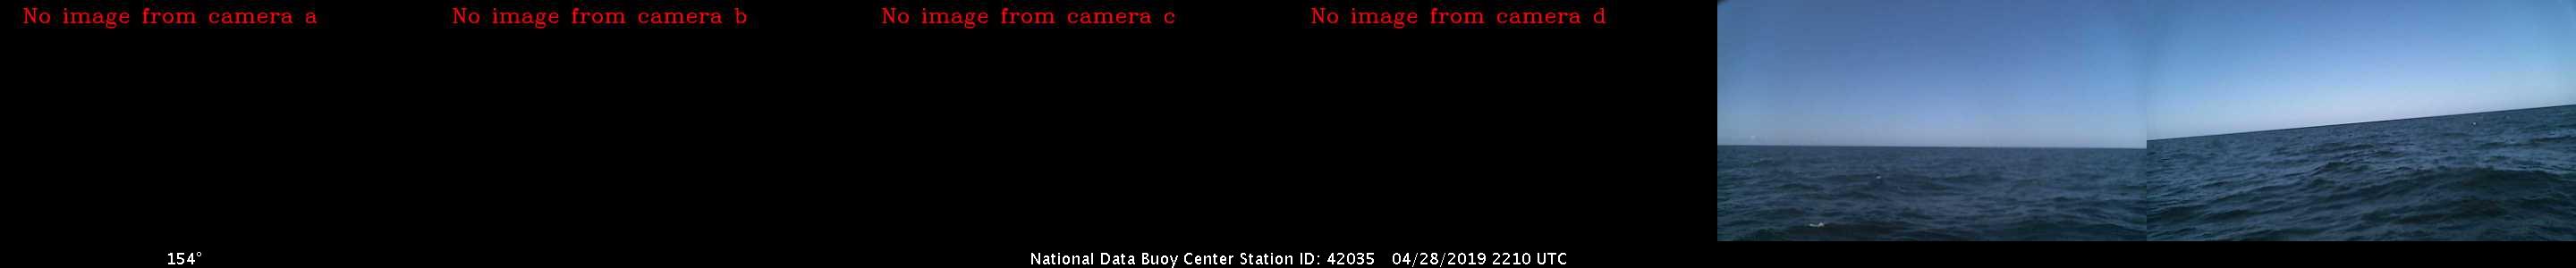 No image from camera a
No image from camera b
No image from camera c
No image from camera d
154°
National Data Buoy Center Station ID: 42035 04/28/2019 2210 UTC